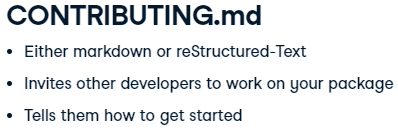 CONTRIBUTING.md
• Either markdown or reStructured-Text
• Invites other developers to work on your package
• Tells them how to get started